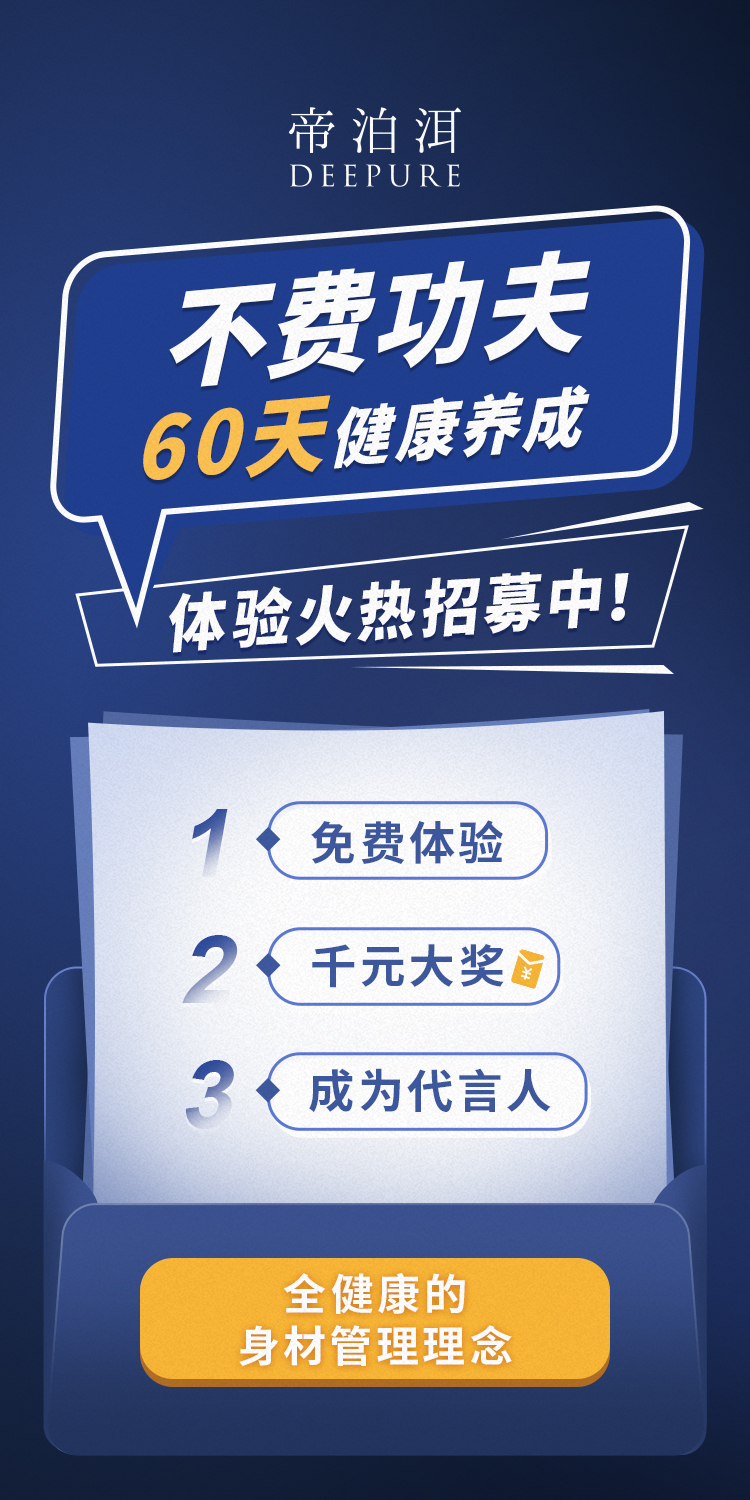 帝泊洱
DEEPURE
不费功夫
60天健康养成
体验火热招募中!
1 免费体验
2 千元大奖
3 成为代言人
全健康的
身材管理理念